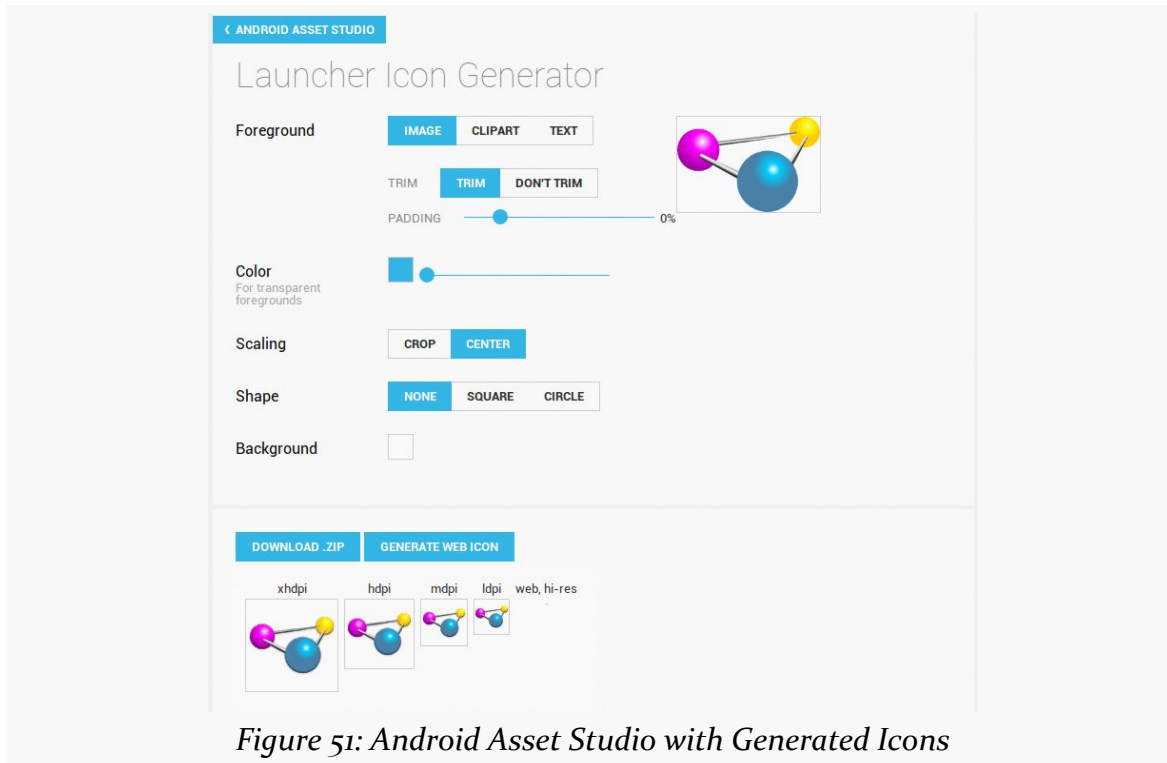 ‹ ANDROID ASSET STUDIO
Launcher Icon Generator
Foreground
IMAGE CLIPART TEXT
TRIM TRIM DON'T TRIM
PADDING 0%
Color
For transparent
foregrounds
Scaling
CROP CENTER
Shape
NONE SQUARE CIRCLE
Background
DOWNLOAD .ZIP GENERATE WEB ICON
xhdpi hdpi mdpi ldpi web, hi-res
Figure 51: Android Asset Studio with Generated Icons